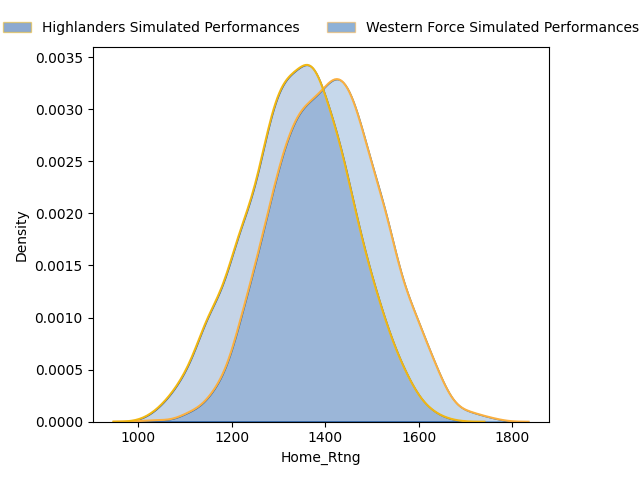 Highlanders Simulated Performances
Western Force Simulated Performances
0.0035
0.0030
0.0025
0.0020
0.0015
0.0010
0.0005
0.0000
Density
1000 1200 1400 1600 1800
Home_Rtng